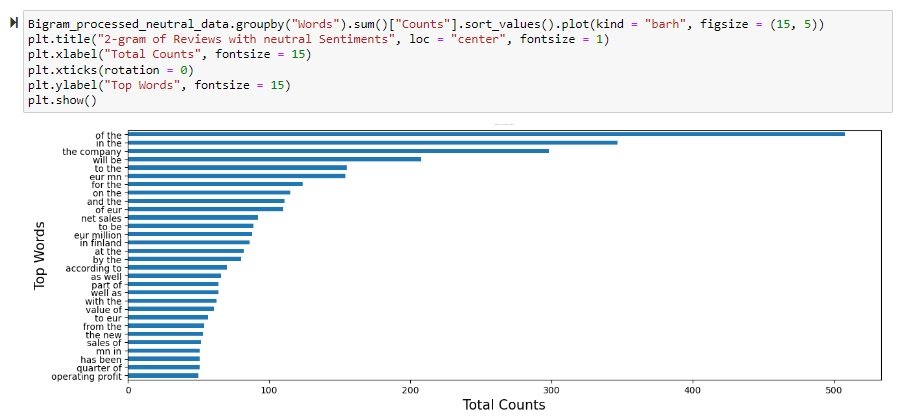 Bigram_processed_neutral_data.groupby("Words").sum()["Counts"].sort_values().plot(kind = "barh", figsize = (15, 5))
plt.title("2-gram of Reviews with neutral Sentiments", loc = "center", fontsize = 1)
plt.xlabel("Total Counts", fontsize = 15)
plt.xticks(rotation = 0)
plt.ylabel("Top Words", fontsize = 15)
plt.show()
of the
in the
the company
will be
to the
eur mn
for the
on the
and the
of eur
net sales
to be
eur million
in finland
at the
by the
according to
as well
part of
well as
with the
value of
to eur
from the
the new
sales of
mn in
has been
quarter of
operating profit
Top Words
0 100 200 300 400 500
Total Counts